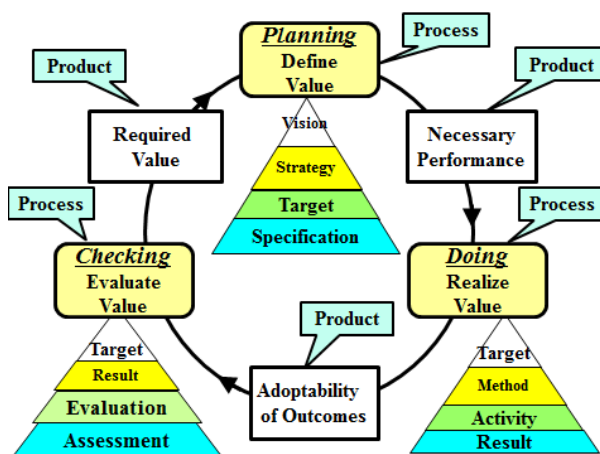 Planning
Define
Value
Process
Product
Product
Required
Value
Vision
Strategy
Target
Specification
Necessary
Performance
Process
Process
Checking
Evaluate
Value
Doing
Realize
Value
Product
Adoptability
of Outcomes
Target
Result
Evaluation
Assessment
Target
Method
Activity
Result